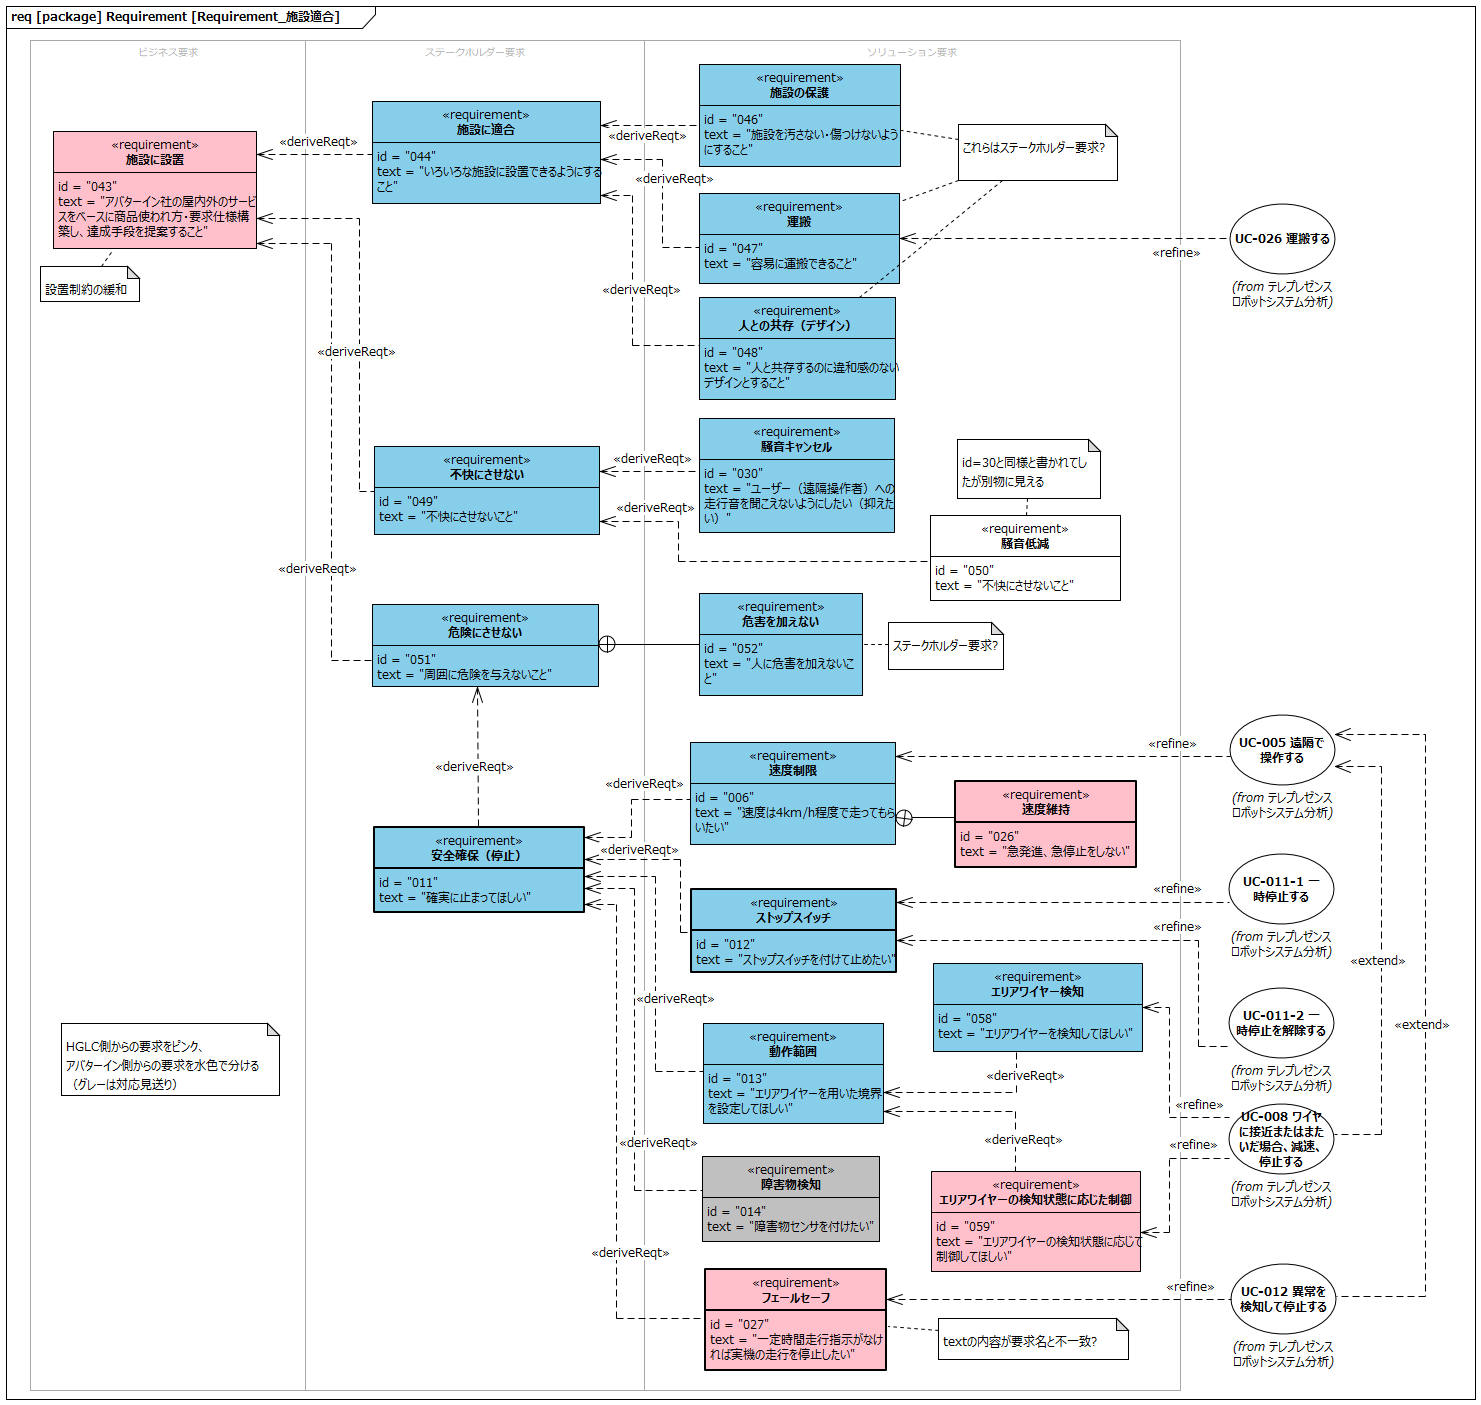 req [package] Requirement [Requirement_施設適合]
ビジネス要求
ステークホルダー要求
ソリューション要求
«requirement»
施設に設置
id = "043"
text = "アバターイン社の屋内外のサービ
スをベースに商品使われ方・要求仕様構
築し、達成手段を提案すること"
設置制約の緩和
«deriveReqt»
«requirement»
施設に適合
id = "044"
text = "いろいろな施設に設置できるようにする
こと"
«deriveReqt»
«requirement»
施設の保護
id = "046"
text = "施設を汚さない・傷つけないよう
にすること"
これらはステークホルダー要求?
«deriveReqt»
«requirement»
運搬
id = "047"
text = "容易に運搬できること"
«refine»
UC-026 運搬する
(from テレプレゼンス
ロボットシステム分析)
«deriveReqt»
«requirement»
人との共存（デザイン）
id = "048"
text = "人と共存するのに違和感のない
デザインとすること"
«deriveReqt»
«requirement»
不快にさせない
id = "049"
text = "不快にさせないこと"
«deriveReqt»
«requirement»
騒音キャンセル
id = "030"
text = "ユーザー（遠隔操作者）への
走行音を聞こえないようにしたい（抑えた
い）"
id=30と同様と書かれてし
たが別物に見える
«deriveReqt»
«requirement»
騒音低減
id = "050"
text = "不快にさせないこと"
«deriveReqt»
«requirement»
危険にさせない
id = "051"
text = "周囲に危険を与えないこと"
«requirement»
危害を加えない
id = "052"
text = "人に危害を加えないこ
と"
ステークホルダー要求?
«deriveReqt»
«requirement»
安全確保（停止）
id = "011"
text = "確実に止まってほしい"
«deriveReqt»
«requirement»
速度制限
id = "006"
text = "速度は4km/h程度で走ってもら
いたい"
«requirement»
速度維持
id = "026"
text = "急発進、急停止をしない"
«refine»
UC-005 遠隔で
操作する
(from テレプレゼンス
ロボットシステム分析)
«deriveReqt»
«requirement»
ストップスイッチ
id = "012"
text = "ストップスイッチを付けて止めたい"
«refine»
UC-011-1 一
時停止する
(from テレプレゼンス
ロボットシステム分析)
«refine»
UC-011-2 一
時停止を解除する
(from テレプレゼンス
ロボットシステム分析)
«extend»
«extend»
«deriveReqt»
«requirement»
エリアワイヤー検知
id = "058"
text = "エリアワイヤーを検知してほしい"
«requirement»
動作範囲
id = "013"
text = "エリアワイヤーを用いた境界
を設定してほしい"
«deriveReqt»
«refine»
UC-008 ワイヤ
に接近またはまた
いだ場合、減速、
停止する
(from テレプレゼンス
ロボットシステム分析)
«refine»
«deriveReqt»
HGLC側からの要求をピンク、
アバターイン側からの要求を水色で分ける
（グレーは対応見送り）
«deriveReqt»
«requirement»
障害物検知
id = "014"
text = "障害物センサを付けたい"
«requirement»
エリアワイヤーの検知状態に応じた制御
id = "059"
text = "エリアワイヤーの検知状態に応じて
制御してほしい"
«deriveReqt»
«requirement»
フェールセーフ
id = "027"
text = "一定時間走行指示がなけ
れば実機の走行を停止したい"
«refine»
UC-012 異常を
検知して停止する
(from テレプレゼンス
ロボットシステム分析)
textの内容が要求名と不一致?